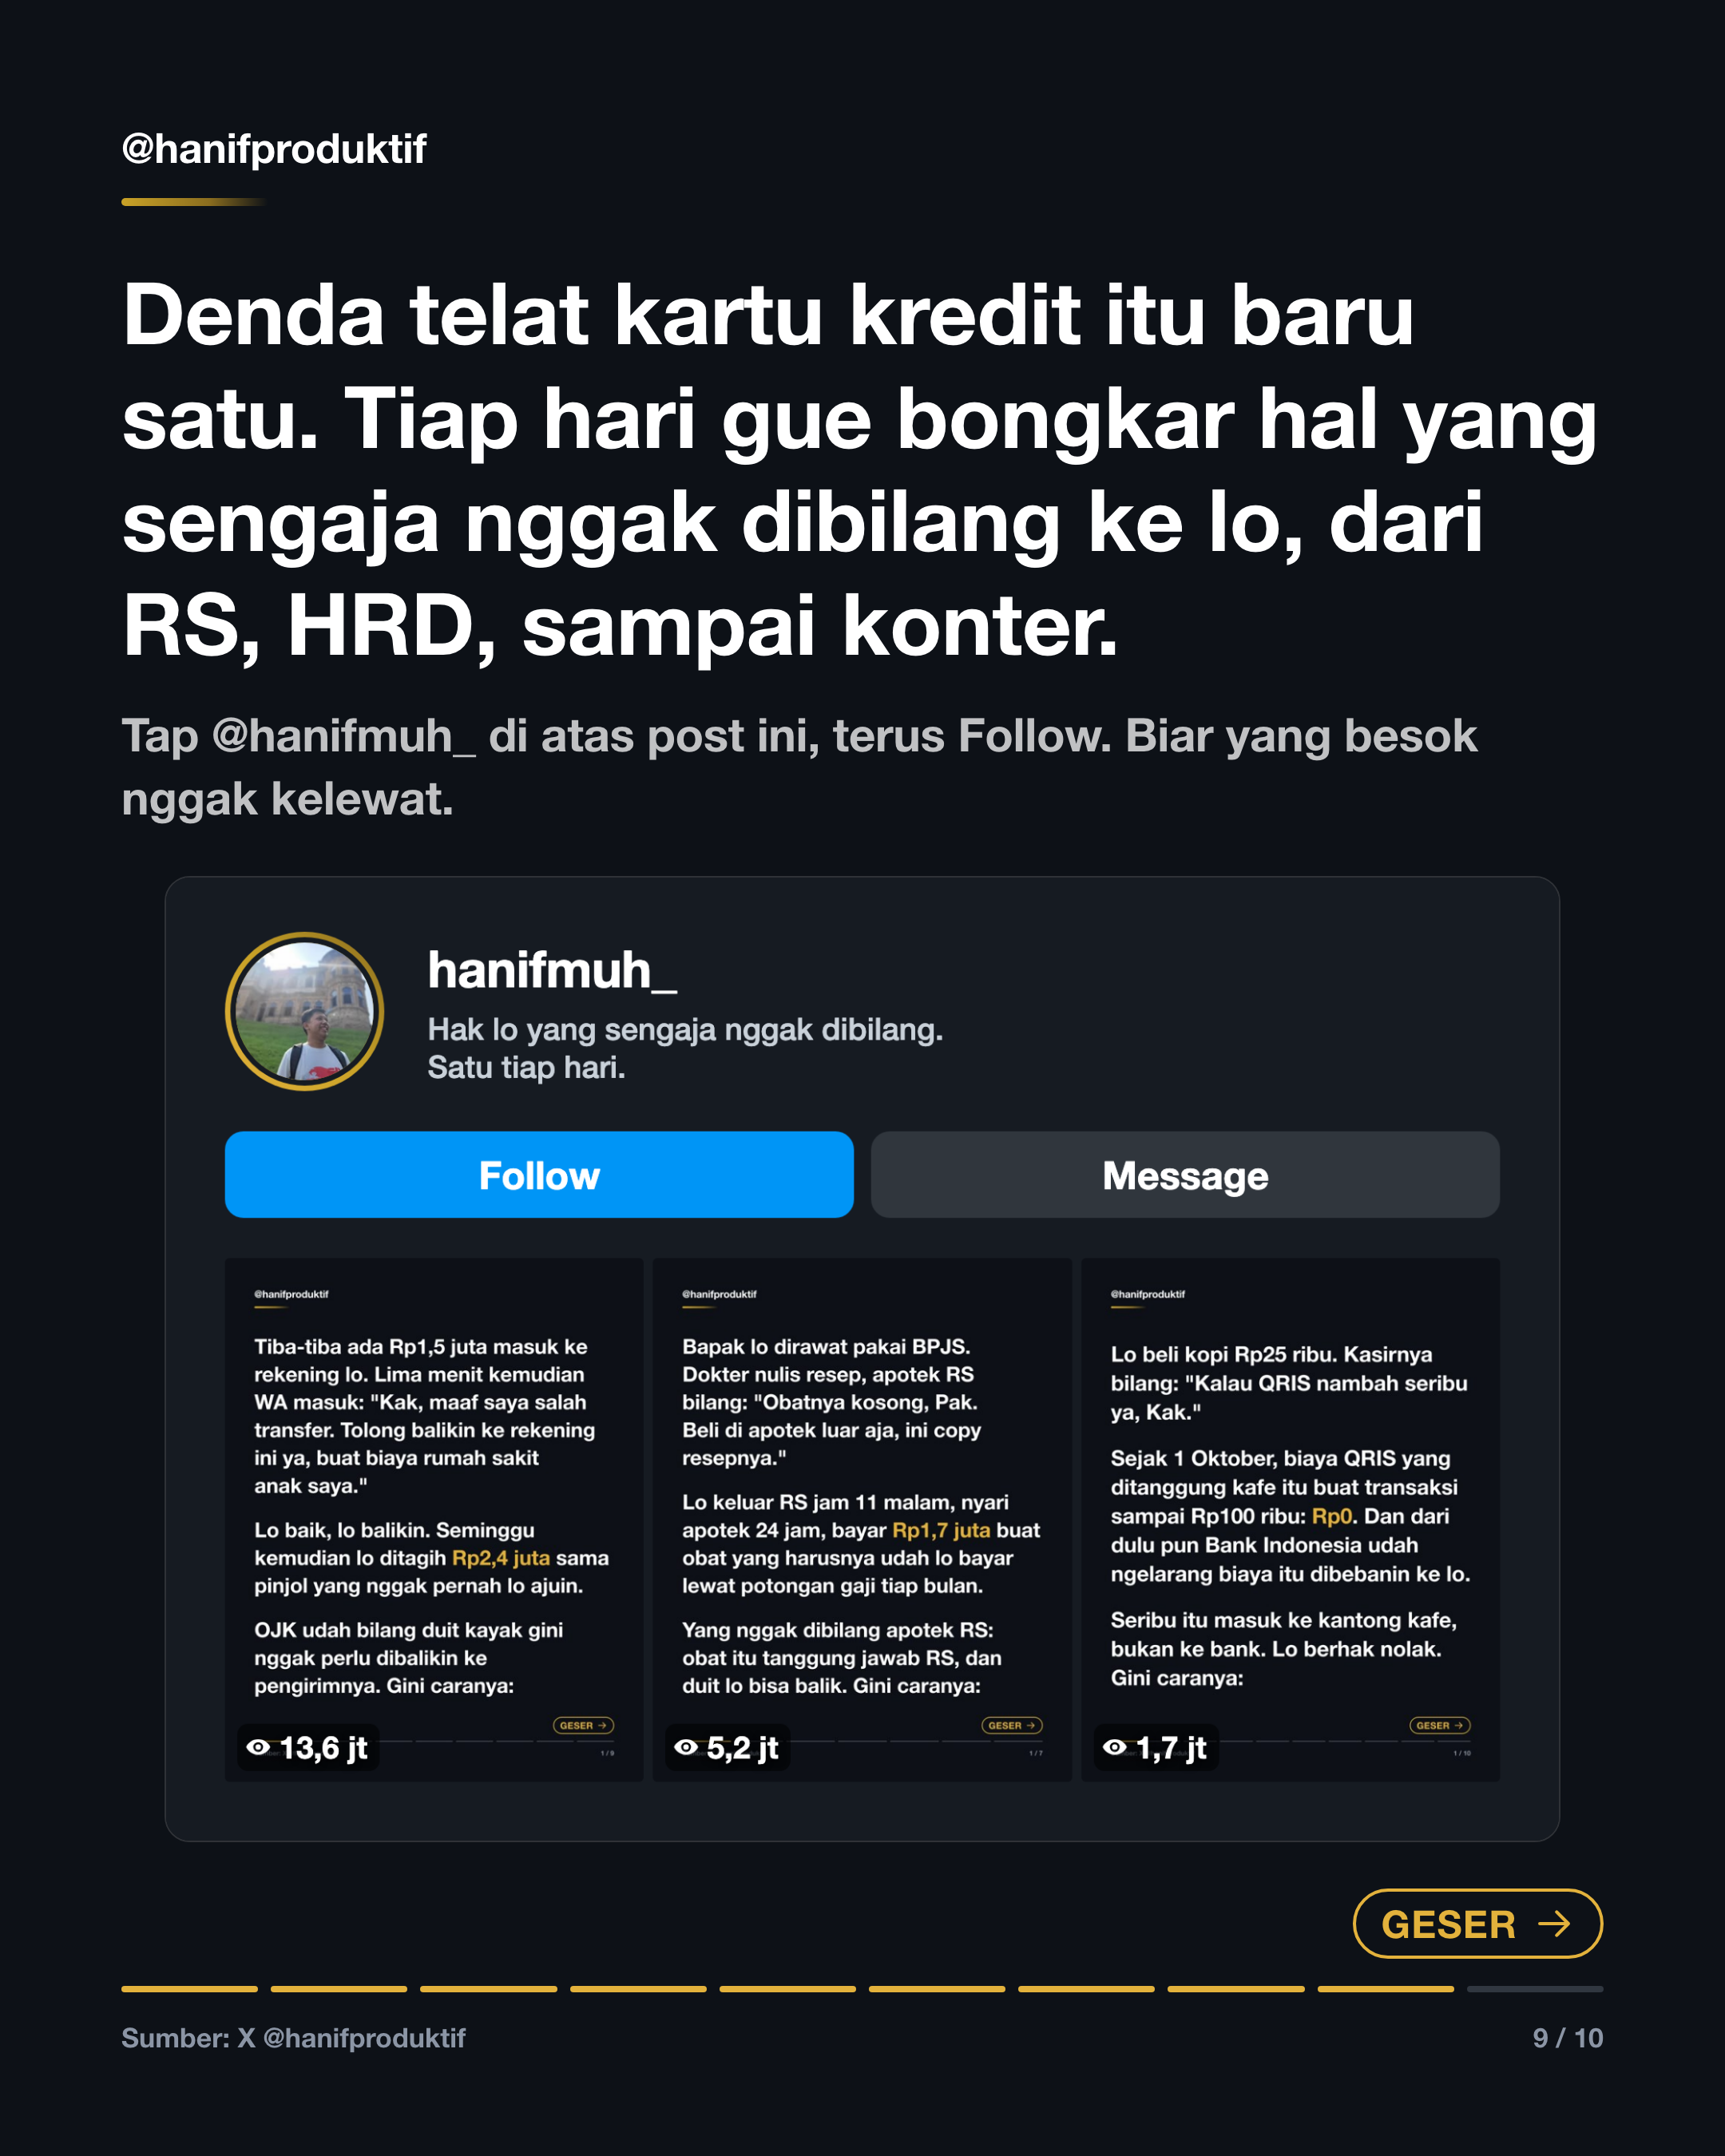 @hanifproduktif
Denda telat kartu kredit itu baru
satu. Tiap hari gue bongkar hal yang
sengaja nggak dibilang ke lo, dari
RS, HRD, sampai konter.
Tap @hanifmuh_ di atas post ini, terus Follow. Biar yang besok
nggak kelewat.
hanifmuh_
Hak lo yang sengaja nggak dibilang.
Satu tiap hari.
Follow
Message
@hanifproduktif
Tiba-tiba ada Rp1,5 juta masuk ke
rekening lo. Lima menit kemudian
WA masuk: "Kak, maaf saya salah
transfer. Tolong balikin ke rekening
ini ya, buat biaya rumah sakit
anak saya."
Lo baik, lo balikin. Seminggu
kemudian lo ditagih Rp2,4 juta sama
pinjol yang nggak pernah lo ajuin.
OJK udah bilang duit kayak gini
nggak perlu dibalikin ke
pengirimnya. Gini caranya:
GESER →
13,6 jt
1 / 8
@hanifproduktif
Bapak lo dirawat pakai BPJS.
Dokter nulis resep, apotek RS
bilang: "Obatnya kosong, Pak.
Beli di apotek luar aja, ini copy
resepnya."
Lo keluar RS jam 11 malam, nyari
apotek 24 jam, bayar Rp1,7 juta buat
obat yang harusnya udah lo bayar
lewat potongan gaji tiap bulan.
Yang nggak dibilang apotek RS:
obat itu tanggung jawab RS, dan
duit lo bisa balik. Gini caranya:
GESER →
5,2 jt
1 / 7
@hanifproduktif
Lo beli kopi Rp25 ribu. Kasirnya
bilang: "Kalau QRIS nambah seribu
ya, Kak."
Sejak 1 Oktober, biaya QRIS yang
ditanggung kafe itu buat transaksi
sampai Rp100 ribu: Rp0. Dan dari
dulu pun Bank Indonesia udah
ngelarang biaya itu dibebanin ke lo.
Seribu itu masuk ke kantong kafe,
bukan ke bank. Lo berhak nolak.
Gini caranya:
GESER →
1,7 jt
1 / 10
GESER →
Sumber: X @hanifproduktif
9 / 10